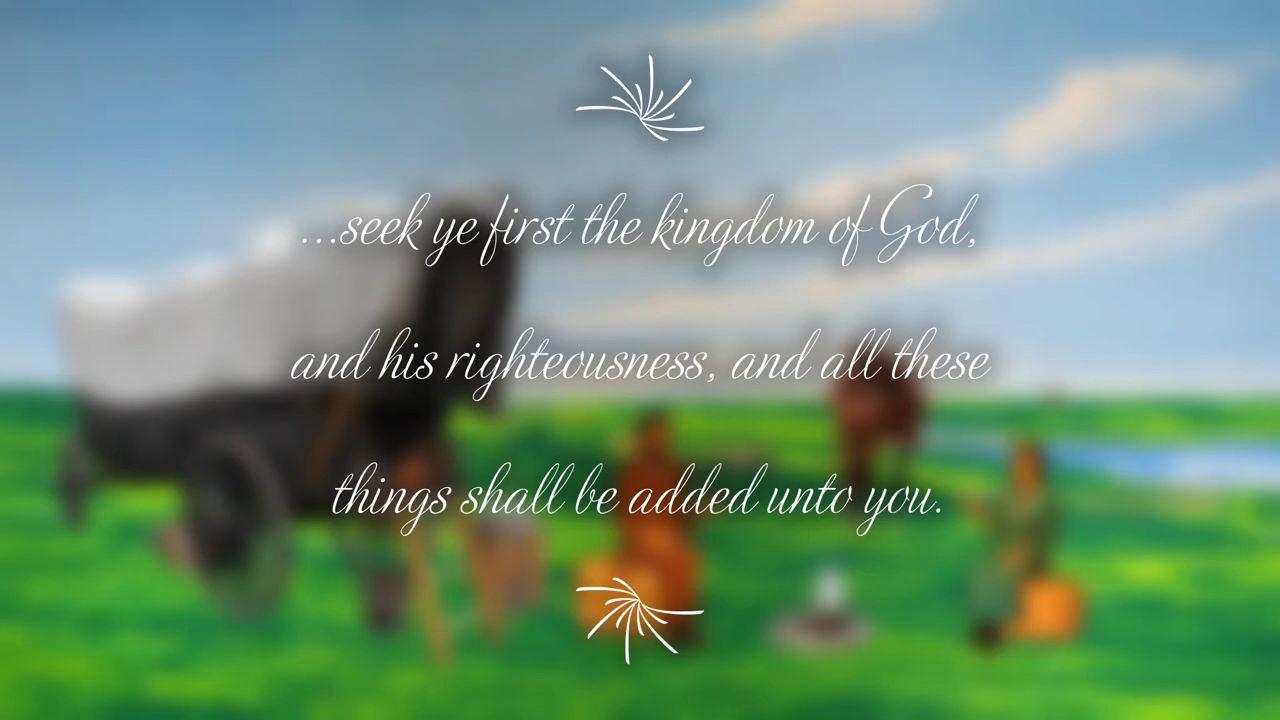 ...seek ye first the kingdom of God,
and his righteousness, and all these
things shall be added unto you.